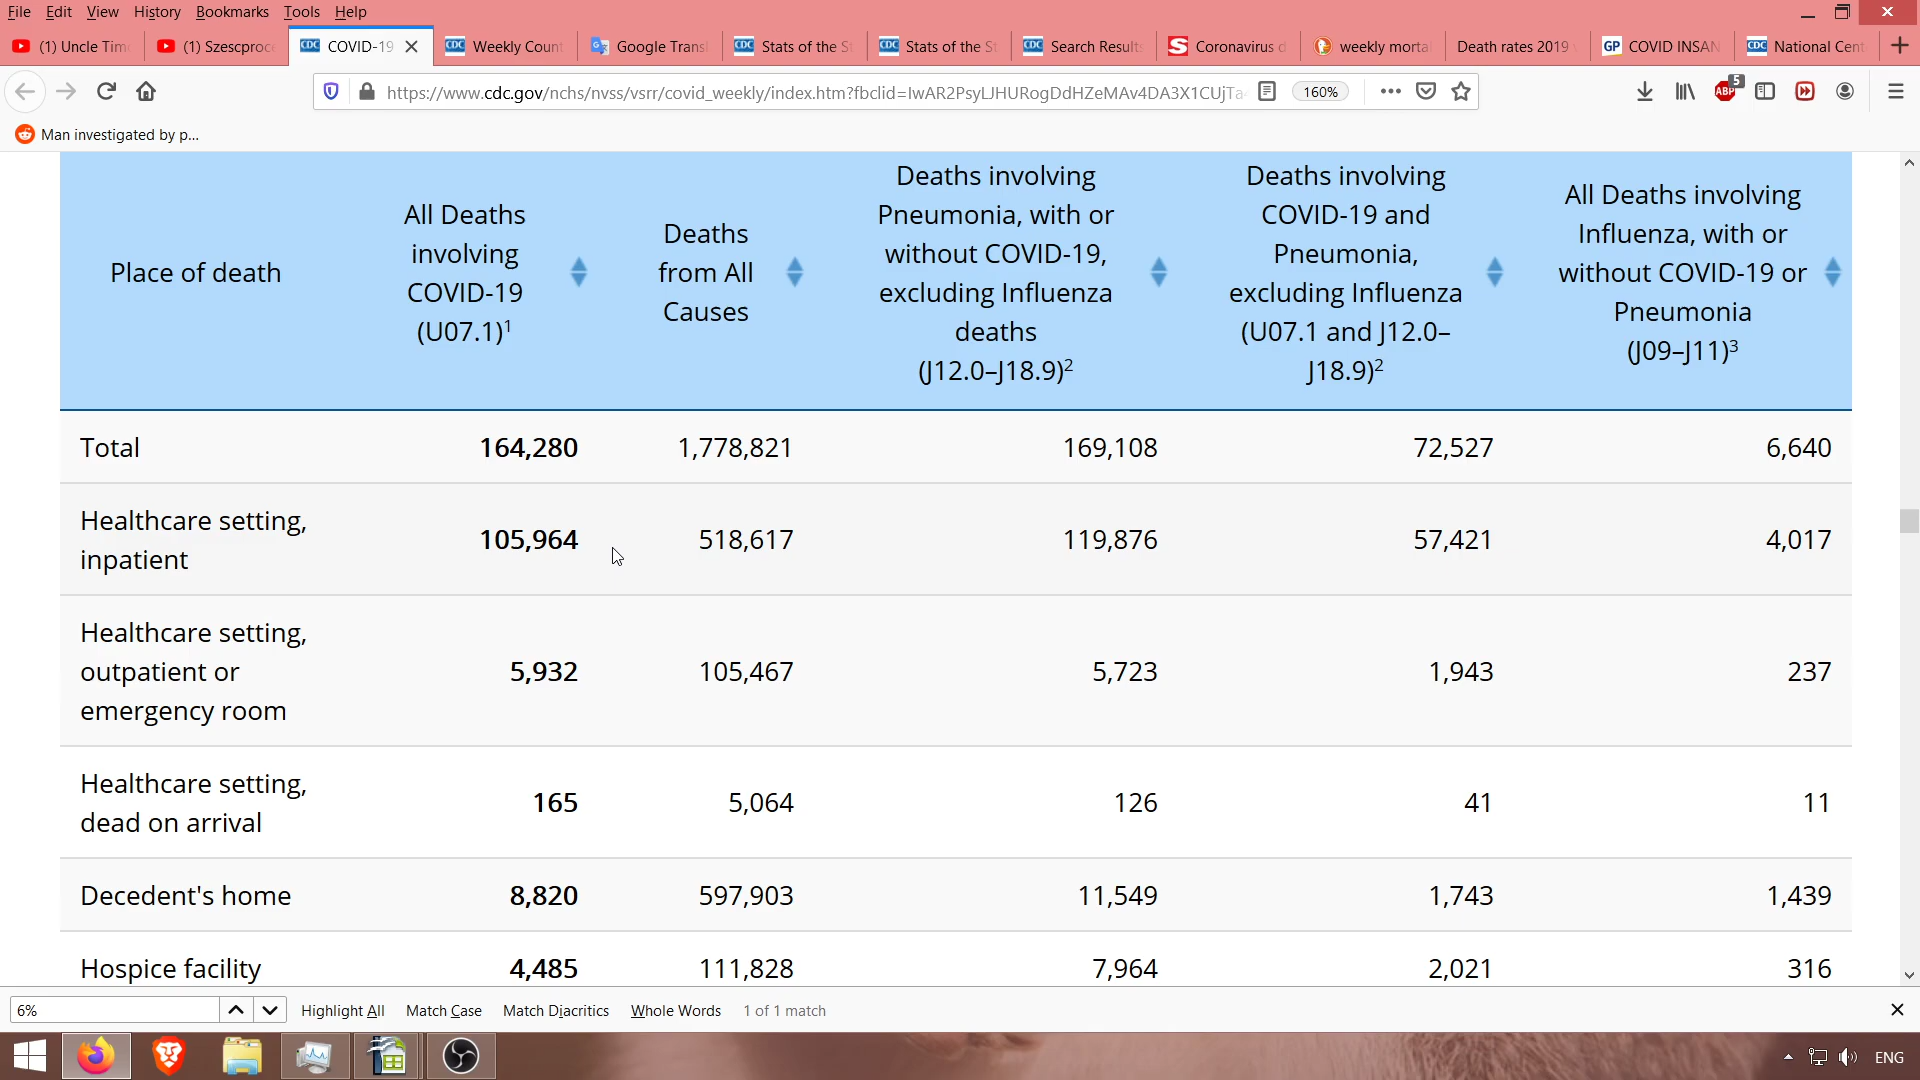 File Edit View History Bookmarks Tools Help
(1) Uncle Tim
(1) Szescproc
COVID-19
CDC Weekly Count
Google Trans
CDC Stats of the S
CDC Stats of the S
CDC Search Results
S Coronavirus d
weekly morta
Death rates 2019
GP COVID INSAN
CDC National Cent
https://www.cdc.gov/nchs/nvss/vsrr/covid_weekly/index.htm?fbclid=IwAR2PsyLJHURogDdHZeMAv4DA3X1CUjTa
160%
ABP 5
Man investigated by p...
Place of death
All Deaths
involving
COVID-19
(U07.1)1
Deaths
from All
Causes
Deaths involving
Pneumonia, with or
without COVID-19,
excluding Influenza
deaths
(J12.0–J18.9)2
Deaths involving
COVID-19 and
Pneumonia,
excluding Influenza
(U07.1 and J12.0–
J18.9)2
All Deaths involving
Influenza, with or
without COVID-19 or
Pneumonia
(J09–J11)3
Total 164,280 1,778,821 169,108 72,527 6,640
Healthcare setting,
inpatient 105,964 518,617 119,876 57,421 4,017
Healthcare setting,
outpatient or 5,932 105,467 5,723 1,943 237
emergency room
Healthcare setting,
dead on arrival 165 5,064 126 41 11
Decedent's home 8,820 597,903 11,549 1,743 1,439
Hospice facility 4,485 111,828 7,964 2,021 316
6% Highlight All Match Case Match Diacritics Whole Words 1 of 1 match
ENG